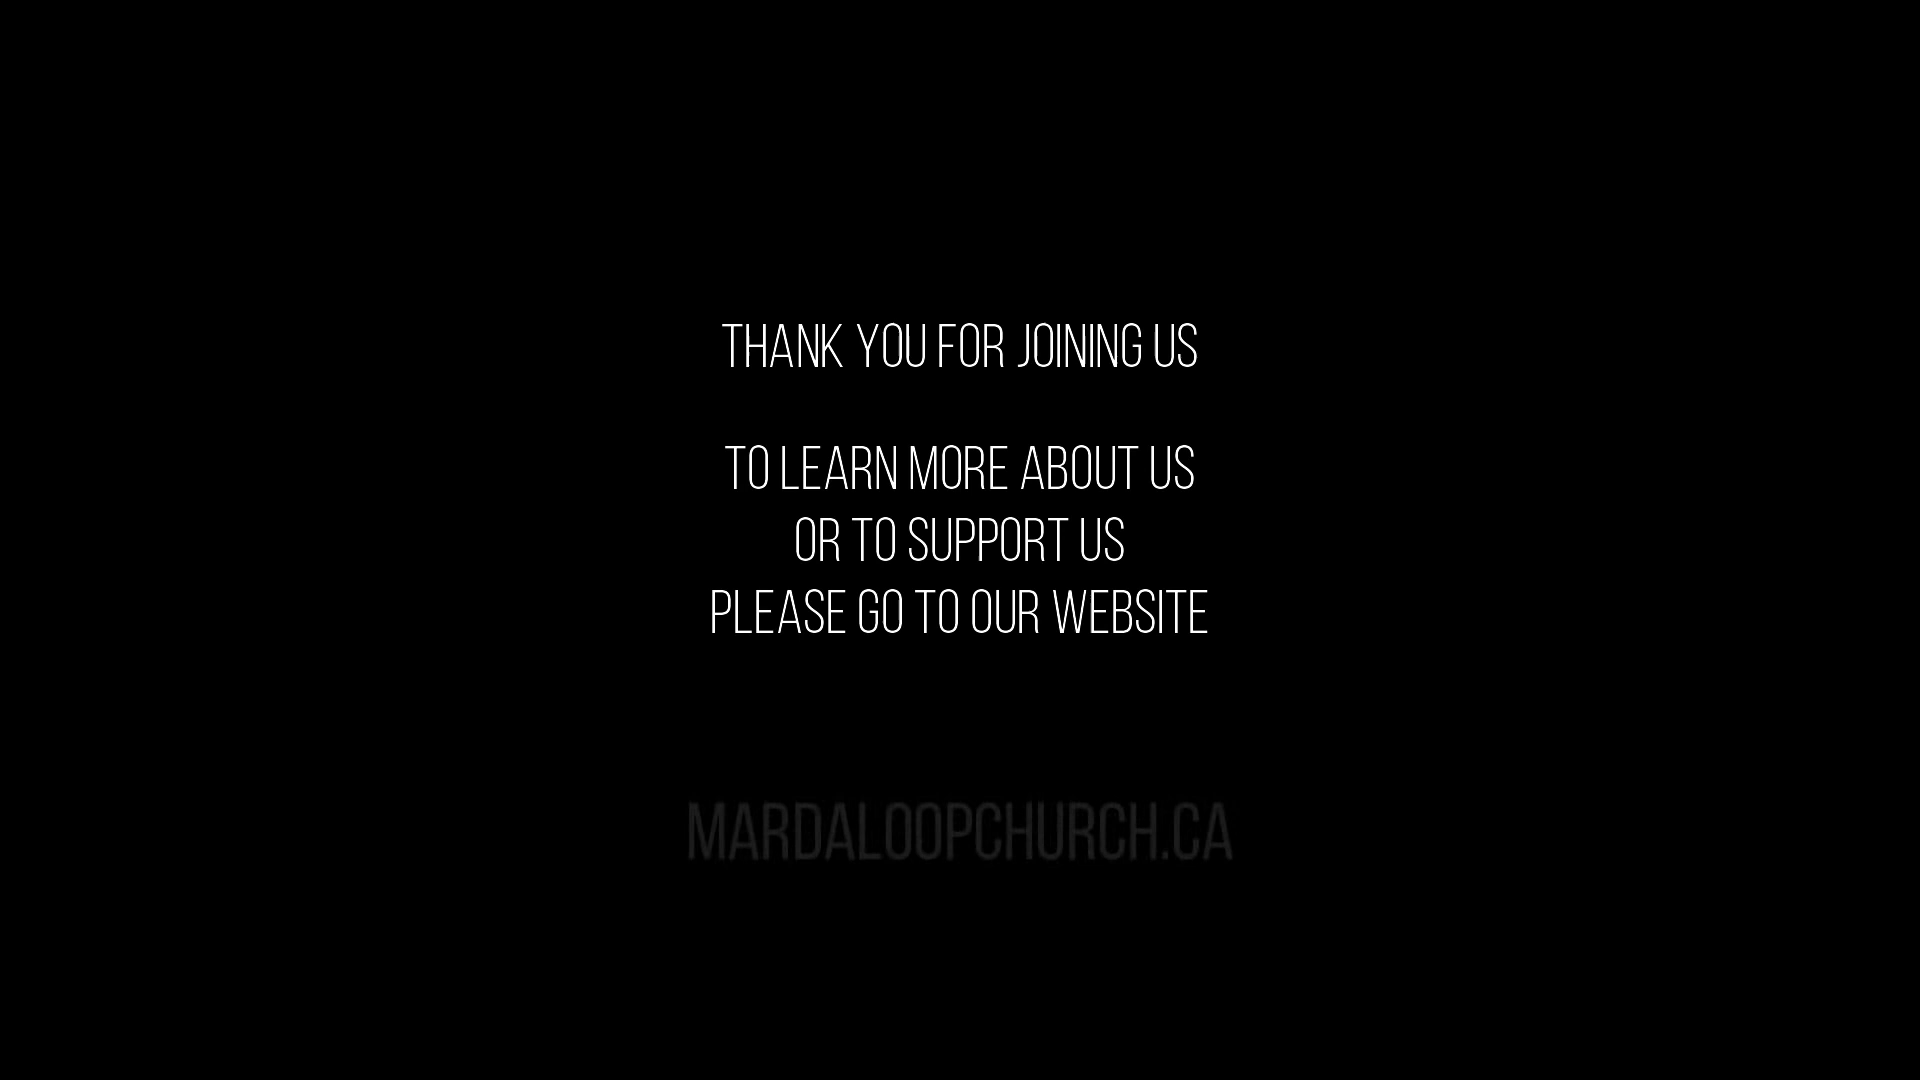 THANK YOU FOR JOINING US
TO LEARN MORE ABOUT US
OR TO SUPPORT US
PLEASE GO TO OUR WEBSITE
MARDALOOPCHURCH.CA